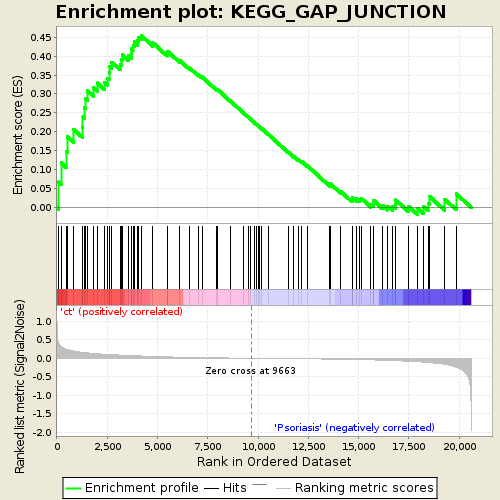 Enrichment plot: KEGG_GAP_JUNCTION
Enrichment score (ES)
0.45
0.40
0.35
0.30
0.25
0.20
0.15
0.10
0.05
0.00
'ct' (positively correlated)
Ranked list metric (Signal2Noise)
1.0
0.5
0.0
-0.5
-1.0
-1.5
-2.0
Zero cross at 9663
'Psoriasis' (negatively correlated)
0
2,500
5,000
7,500
10,000
12,500
15,000
17,500
20,000
Rank in Ordered Dataset
Enrichment profile
Hits
Ranking metric scores